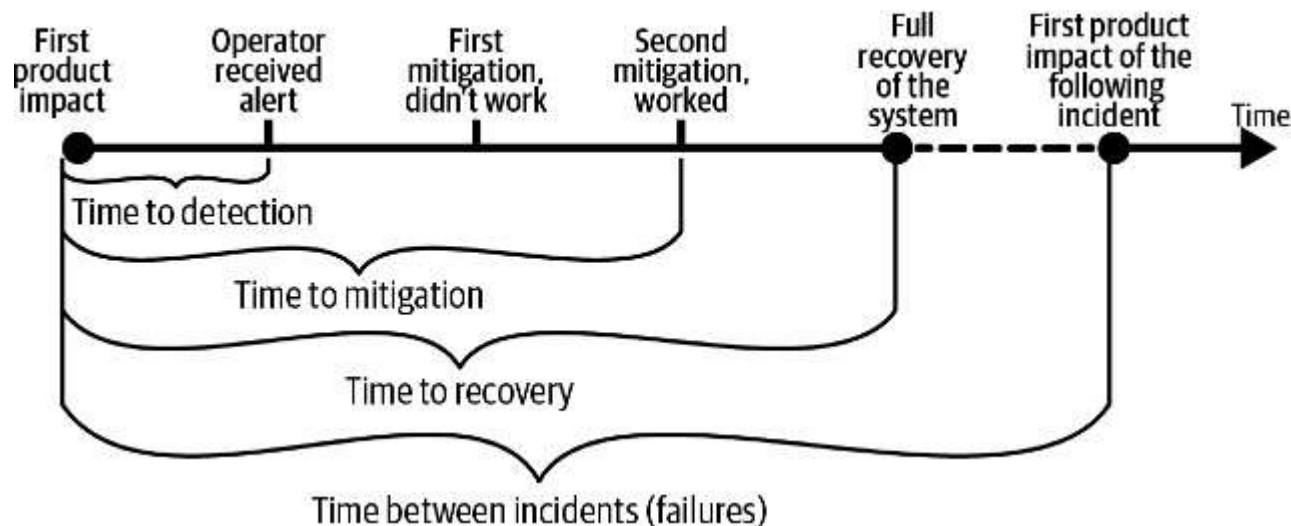 First
product
impact
Operator
received
alert
First
mitigation,
didn't work
Second
mitigation,
worked
Full
recovery
of the
system
First product
impact of the
following
incident
Time
Time to detection
Time to mitigation
Time to recovery
Time between incidents (failures)